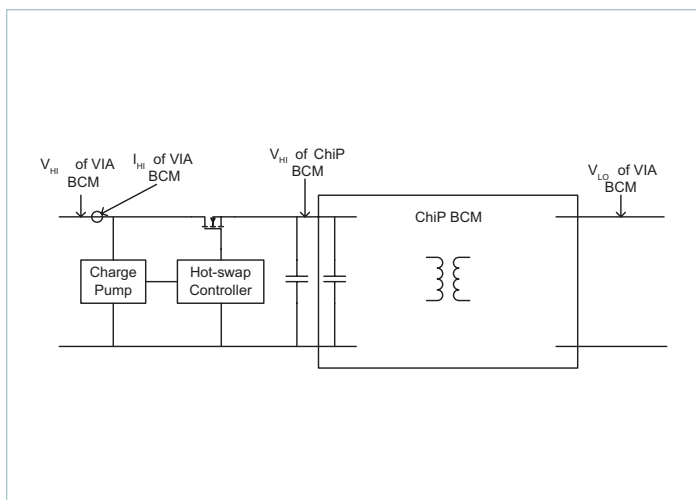 V_HI of VIA
BCM
I_HI of VIA
BCM
V_HI of ChiP
BCM
V_LO of VIA
BCM
ChiP BCM
Charge
Pump
Hot-swap
Controller